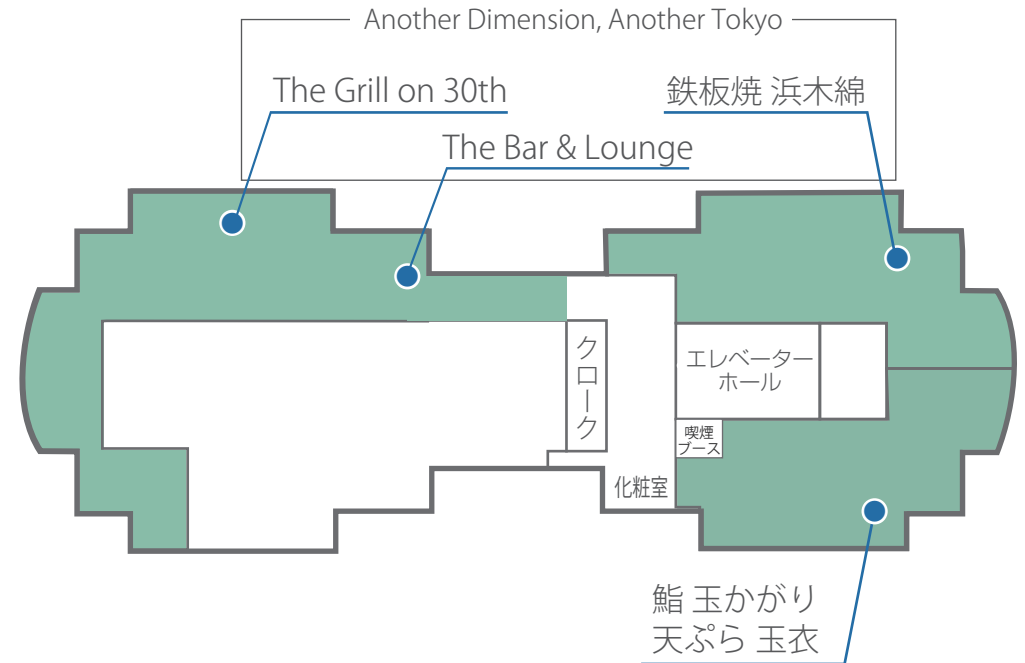 Another Dimension, Another Tokyo
The Grill on 30th
鉄板焼 浜木綿
The Bar & Lounge
クローク
エレベーター
ホール
喫煙
ブース
化粧室
鮨 玉かがり
天ぷら 玉衣